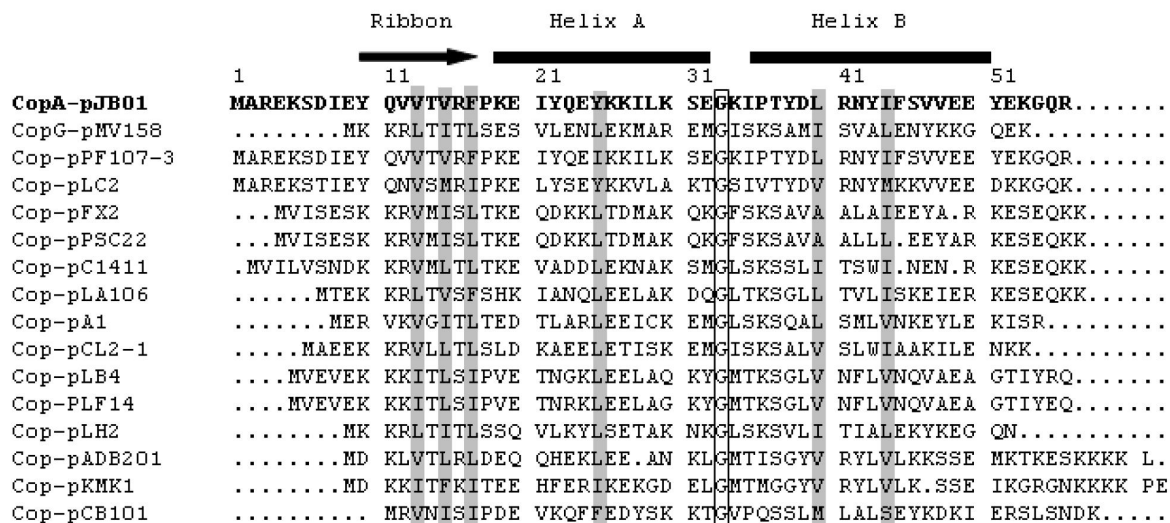 Ribbon Helix A Helix B
1 11 21 31 41 51
CopA-pJB01 MAREKSDIEY QVVTVRFPKE IYQEYKKILK SEGKIPTYDL RNYIFSVVEE YEKGQR.......
CopG-pMV158 ........MK KRLTITLSES VLENLEKMAR EMGISKSAMI SVALENYKKG QEK..........
Cop-pPF107-3 MAREKSDIEY QVVTVRFPKE IYQEIKKILK SEGKIPTYDL RNYIFSVVEE YEKGQR.......
Cop-pLC2 MAREKSTIEY QNVSMRIPKE LYSEYKKVLA KTGSIVTYDV RNYMKKVVEE DKKGQK.......
Cop-pFX2 ...MVISESK KRVMISLTKE QDKKLTDMAK QKGFSKSAVA ALAIEEYA.R KESEQKK......
Cop-pPSC22 ...MVISESK KRVMISLTKE QDKKLTDMAK QKGFSKSAVA ALLL.EEYAR KESEQKK......
Cop-pC1411 .MVILVSNDK KRVMLTLTKE VADDLEKNAK SMGLSKSSLI TSWI.NEN.R KESEQKK......
Cop-pLA106 ......MTEK KRLTVSFSHK IANQLEELAK DQGLTKSGLL TVLISKEIER KESEQKK......
Cop-pA1 .......MER VKVGITLTED TLARLEEICK EMGLSKSQAL SMLVNKEYLE KISR.........
Cop-pCL2-1 .....MAEEK KRVLLTLSLD KAEELETISK EMGISKSALV SLWIAAKILE NKK..........
Cop-pLB4 ....MVEVEK KKITLSIPVE TNGKLEELAQ KYGMTKSGLV NFLVNQVAEA GTIYRQ.......
Cop-PLF14 ....MVEVEK KKITLSIPVE TNRKLEELAG KYGMTKSGLV NFLVNQVAEA GTIYEQ.......
Cop-pLH2 ........MK KRLTITLSSQ VLKYLSETAK NKGLSKSVLI TIALEKYKEG QN...........
Cop-pADB201 ........MD KLVTLRLDEQ QHEKLEE.AN KLGMTISGYV RYLVLKKSSE MKTKESKKKK L.
Cop-pKMK1 ........MD KKITFKITEE HFERIKEKGD ELGMTMGGYV RYLVLK.SSE IKGRGNKKKK PE
Cop-pCB101 ......... MRVNISIPDE VKQFFEDYSK KTGVPQSSLM LALSEYKDKI ERSLSNDK.....